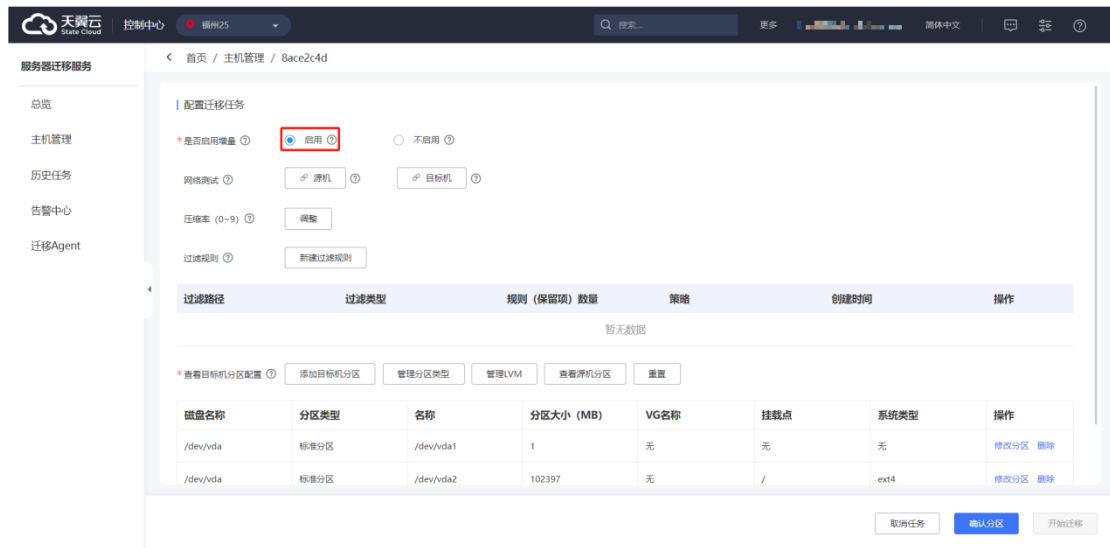 天翼云 State Cloud 控制中心 福州25 搜索... 更多 简体中文
服务器迁移服务
首页 / 主机管理 / 8ace2c4d
总览
主机管理
历史任务
告警中心
迁移Agent
配置迁移任务
*是否启用增量 启用 不启用
网络测试 源机 目标机
压缩率 (0~9) 调整
过滤规则 新建过滤规则
过滤路径 过滤类型 规则（保留项）数量 策略 创建时间 操作
暂无数据
*查看目标机分区配置 添加目标机分区 管理分区类型 管理LVM 查看源机分区 重置
磁盘名称 分区类型 名称 分区大小（MB） VG名称 挂载点 系统类型 操作
/dev/vda 标准分区 /dev/vda1 1 无 无 无 修改分区 删除
/dev/vda 标准分区 /dev/vda2 102397 无 / ext4 修改分区 删除
取消任务 确认分区 开始迁移